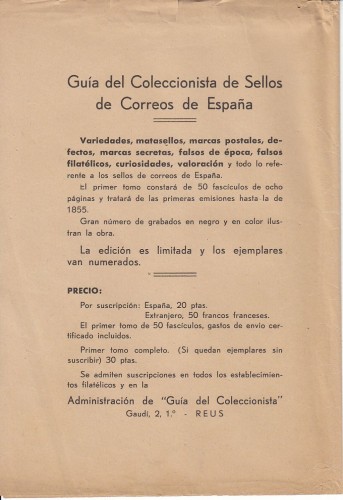 Guía del Coleccionista de Sellos
de Correos de España
Variedades, matasellos, marcas postales, de-
fectos, marcas secretas, falsos de época, falsos
filatélicos, curiosidades, valoración y todo lo refe-
rente a los sellos de correos de España.
El primer tomo constará de 50 fascículos de ocho
páginas y tratará de las primeras emisiones hasta la de
1855.
Gran número de grabados en negro y en color ilus-
tran la obra.
La edición es limitada y los ejemplares
van numerados.
PRECIO:
Por suscripción: España, 20 ptas.
Extranjero, 50 francos franceses.
El primer tomo de 50 fascículos, gastos de envío cer-
tificado incluidos.
Primer tomo completo. (Si quedan ejemplares sin
suscribir) 30 ptas.
Se admiten suscripciones en todos los establecimien-
tos filatélicos y en la
Administración de "Guía del Coleccionista"
Gaudí, 2, 1.º - REUS